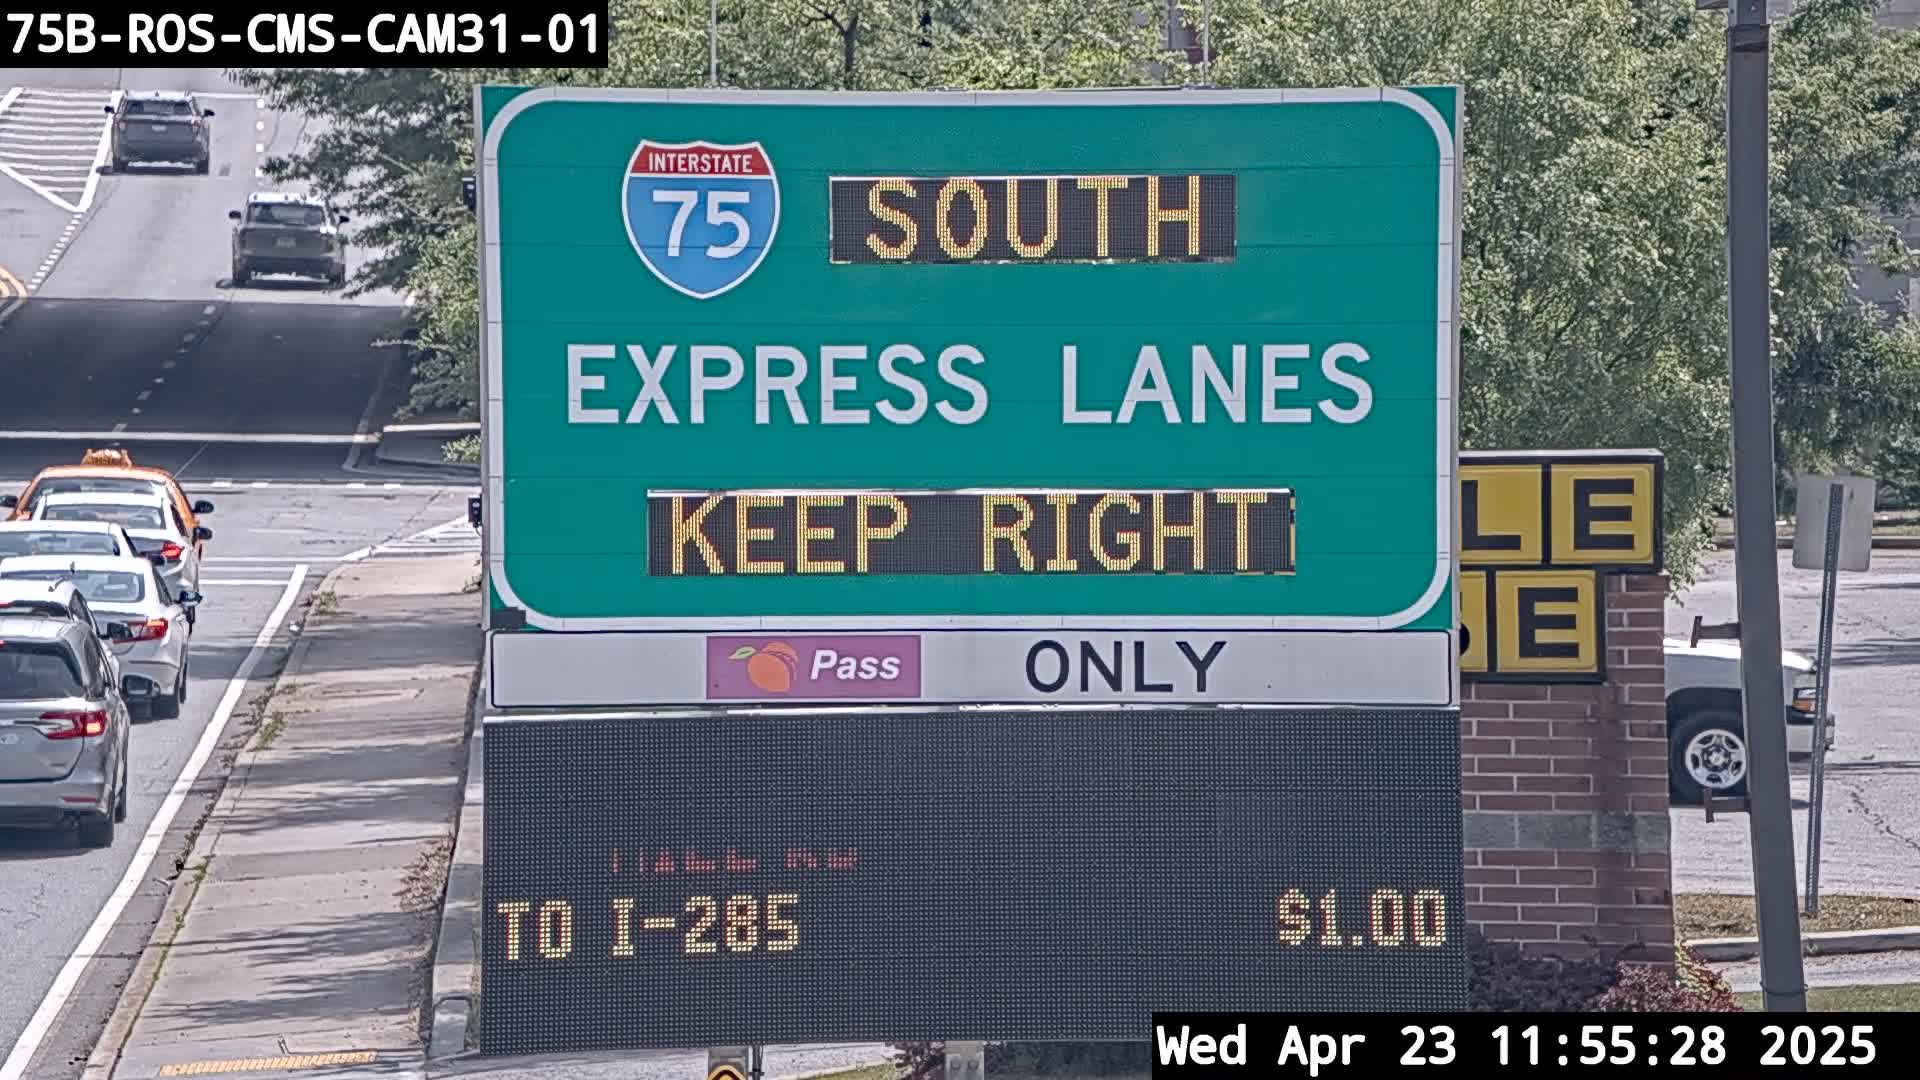 75B-ROS-CMS-CAM31-01
INTERSTATE
75
SOUTH
EXPRESS LANES
KEEP RIGHT
Pass ONLY
TO I-285 $1.00
LE
E
Wed Apr 23 11:55:28 2025